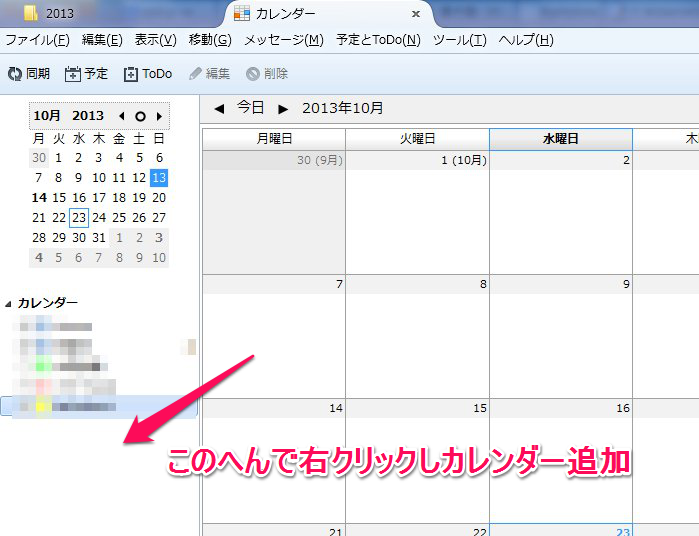 2013
カレンダー
ファイル(F) 編集(E) 表示(V) 移動(G) メッセージ(M) 予定とToDo(N) ツール(T) ヘルプ(H)
同期 予定 ToDo 編集 削除
10月 2013
月 火 水 木 金 土 日
30 1 2 3 4 5 6
7 8 9 10 11 12 13
14 15 16 17 18 19 20
21 22 23 24 25 26 27
28 29 30 31 1 2 3
4 5 6 7 8 9 10
カレンダー
今日 2013年10月
月曜日 火曜日 水曜日 木
30 (9月) 1 (10月) 2
7 8 9
14 15 16
このへんで右クリックしカレンダー追加
21 22 23